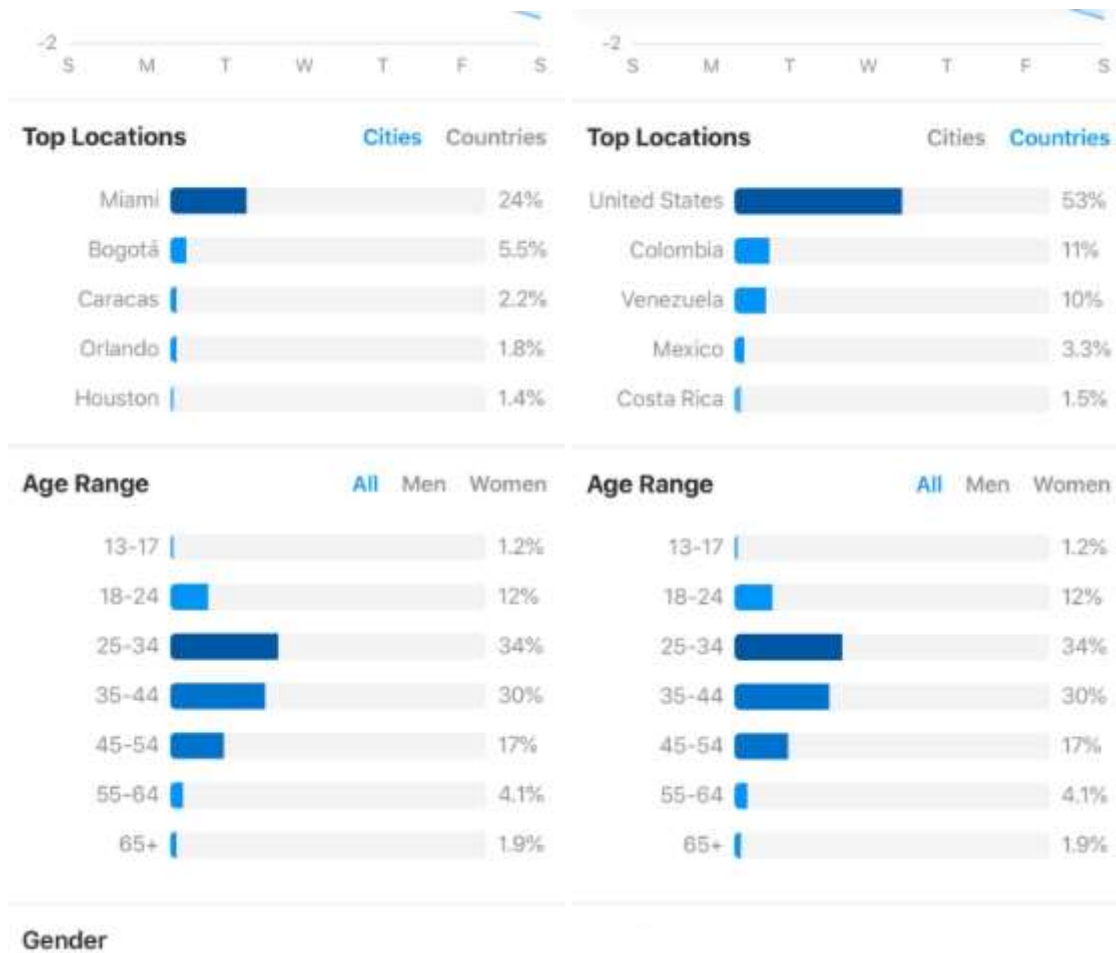 -2
S M T W T F S
Top Locations Cities Countries
Miami 24%
Bogotá 5.5%
Caracas 2.2%
Orlando 1.8%
Houston 1.4%
Age Range All Men Women
13-17 1.2%
18-24 12%
25-34 34%
35-44 30%
45-54 17%
55-64 4.1%
65+ 1.9%
Gender
-2
S M T W T F S
Top Locations Cities Countries
United States 53%
Colombia 11%
Venezuela 10%
Mexico 3.3%
Costa Rica 1.5%
Age Range All Men Women
13-17 1.2%
18-24 12%
25-34 34%
35-44 30%
45-54 17%
55-64 4.1%
65+ 1.9%